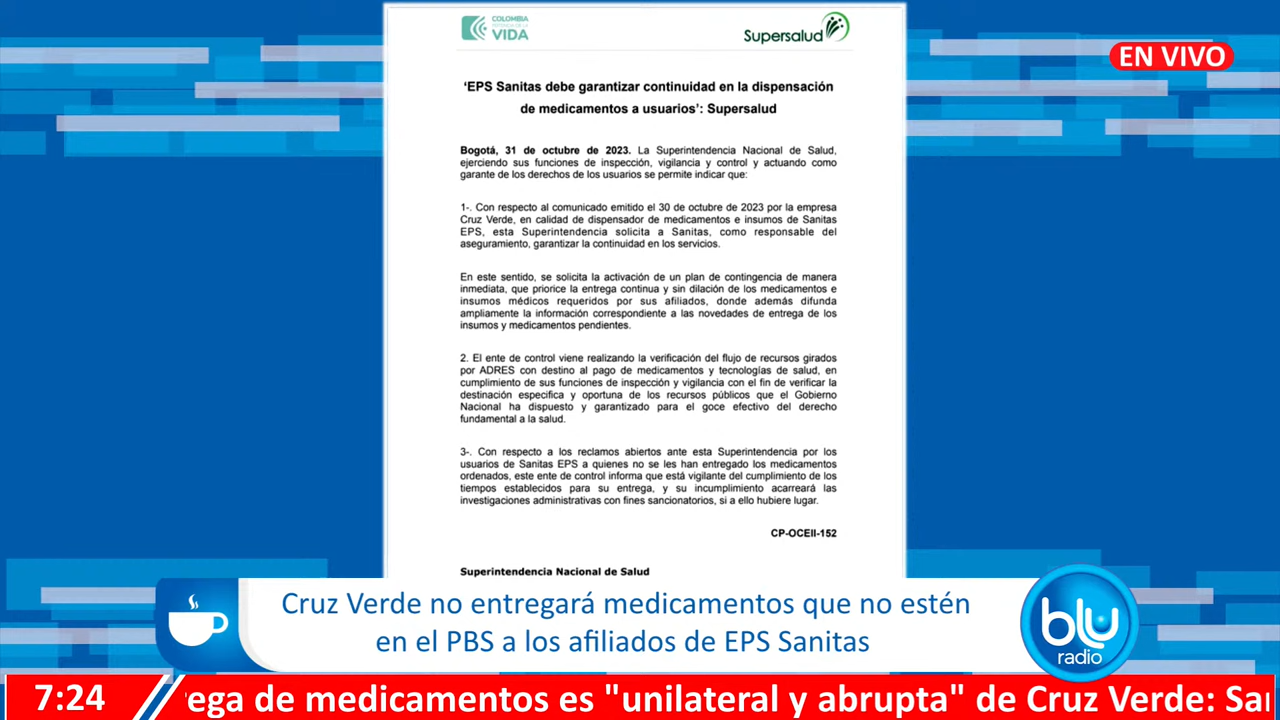 COLOMBIA
POTENCIA DE LA
VIDA
Supersalud
EN VIVO
‘EPS Sanitas debe garantizar continuidad en la dispensación
de medicamentos a usuarios’: Supersalud
Bogotá, 31 de octubre de 2023. La Superintendencia Nacional de Salud,
ejerciendo sus funciones de inspección, vigilancia y control y actuando como
garante de los derechos de los usuarios se permite indicar que:
1-. Con respecto al comunicado emitido el 30 de octubre de 2023 por la empresa
Cruz Verde, en calidad de dispensador de medicamentos e insumos de Sanitas
EPS, esta Superintendencia solicita a Sanitas, como responsable del
aseguramiento, garantizar la continuidad en los servicios.
En este sentido, se solicita la activación de un plan de contingencia de manera
inmediata, que priorice la entrega continua y sin dilación de los medicamentos e
insumos médicos requeridos por sus afiliados, donde además difunda
ampliamente la información correspondiente a las novedades de entrega de los
insumos y medicamentos pendientes.
2. El ente de control viene realizando la verificación del flujo de recursos girados
por ADRES con destino al pago de medicamentos y tecnologías de salud, en
cumplimiento de sus funciones de inspección y vigilancia con el fin de verificar la
destinación especifica y oportuna de los recursos públicos que el Gobierno
Nacional ha dispuesto y garantizado para el goce efectivo del derecho
fundamental a la salud.
3-. Con respecto a los reclamos abiertos ante esta Superintendencia por los
usuarios de Sanitas EPS a quienes no se les han entregado los medicamentos
ordenados, este ente de control informa que está vigilante del cumplimiento de los
tiempos establecidos para su entrega, y su incumplimiento acarreará las
investigaciones administrativas con fines sancionatorios, si a ello hubiere lugar.
CP-OCEII-152
Superintendencia Nacional de Salud
Cruz Verde no entregará medicamentos que no estén
en el PBS a los afiliados de EPS Sanitas
blu
radio
7:24
ega de medicamentos es "unilateral y abrupta" de Cruz Verde: Sa